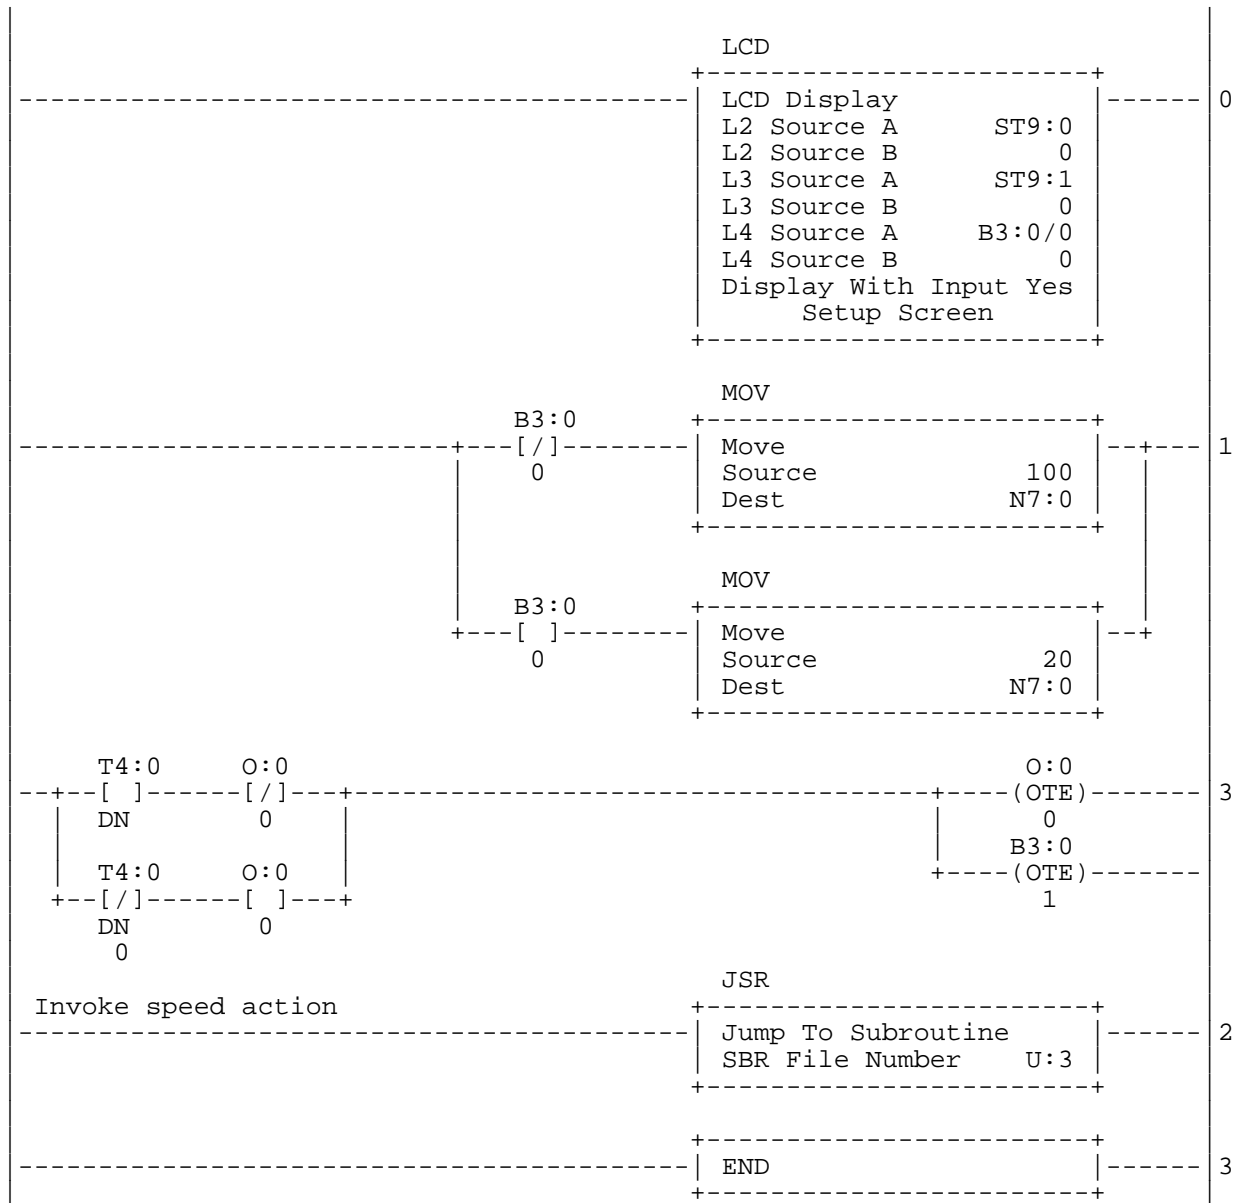 LCD
LCD Display 0
L2 Source A ST9:0
L2 Source B 0
L3 Source A ST9:1
L3 Source B 0
L4 Source A B3:0/0
L4 Source B 0
Display With Input Yes
Setup Screen
MOV
B3:0
[/] Move 1
0 Source 100
Dest N7:0
MOV
B3:0
[ ] Move
0 Source 20
Dest N7:0
T4:0 O:0 O:0
[ ] [/] (OTE) 3
DN 0 0
B3:0
T4:0 O:0 (OTE)
[/] [ ] 1
DN 0
0
JSR
Invoke speed action
Jump To Subroutine 2
SBR File Number U:3
END 3